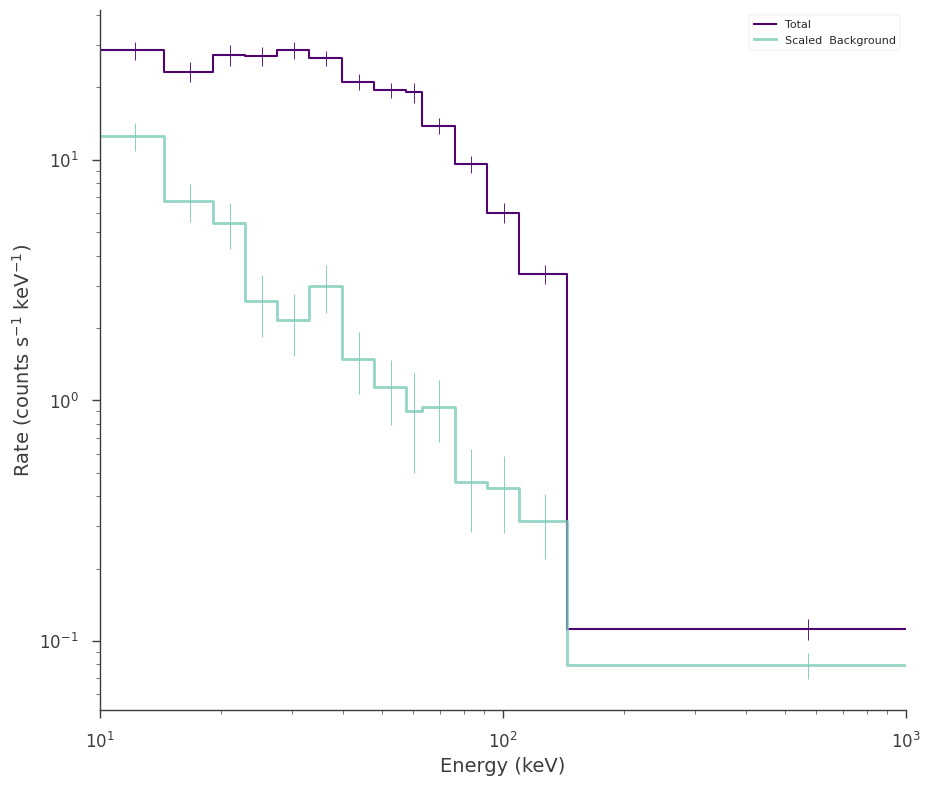 Total
Scaled Background
10¹
10⁰
10⁻¹
Rate (counts s⁻¹ keV⁻¹)
10¹
10²
10³
Energy (keV)